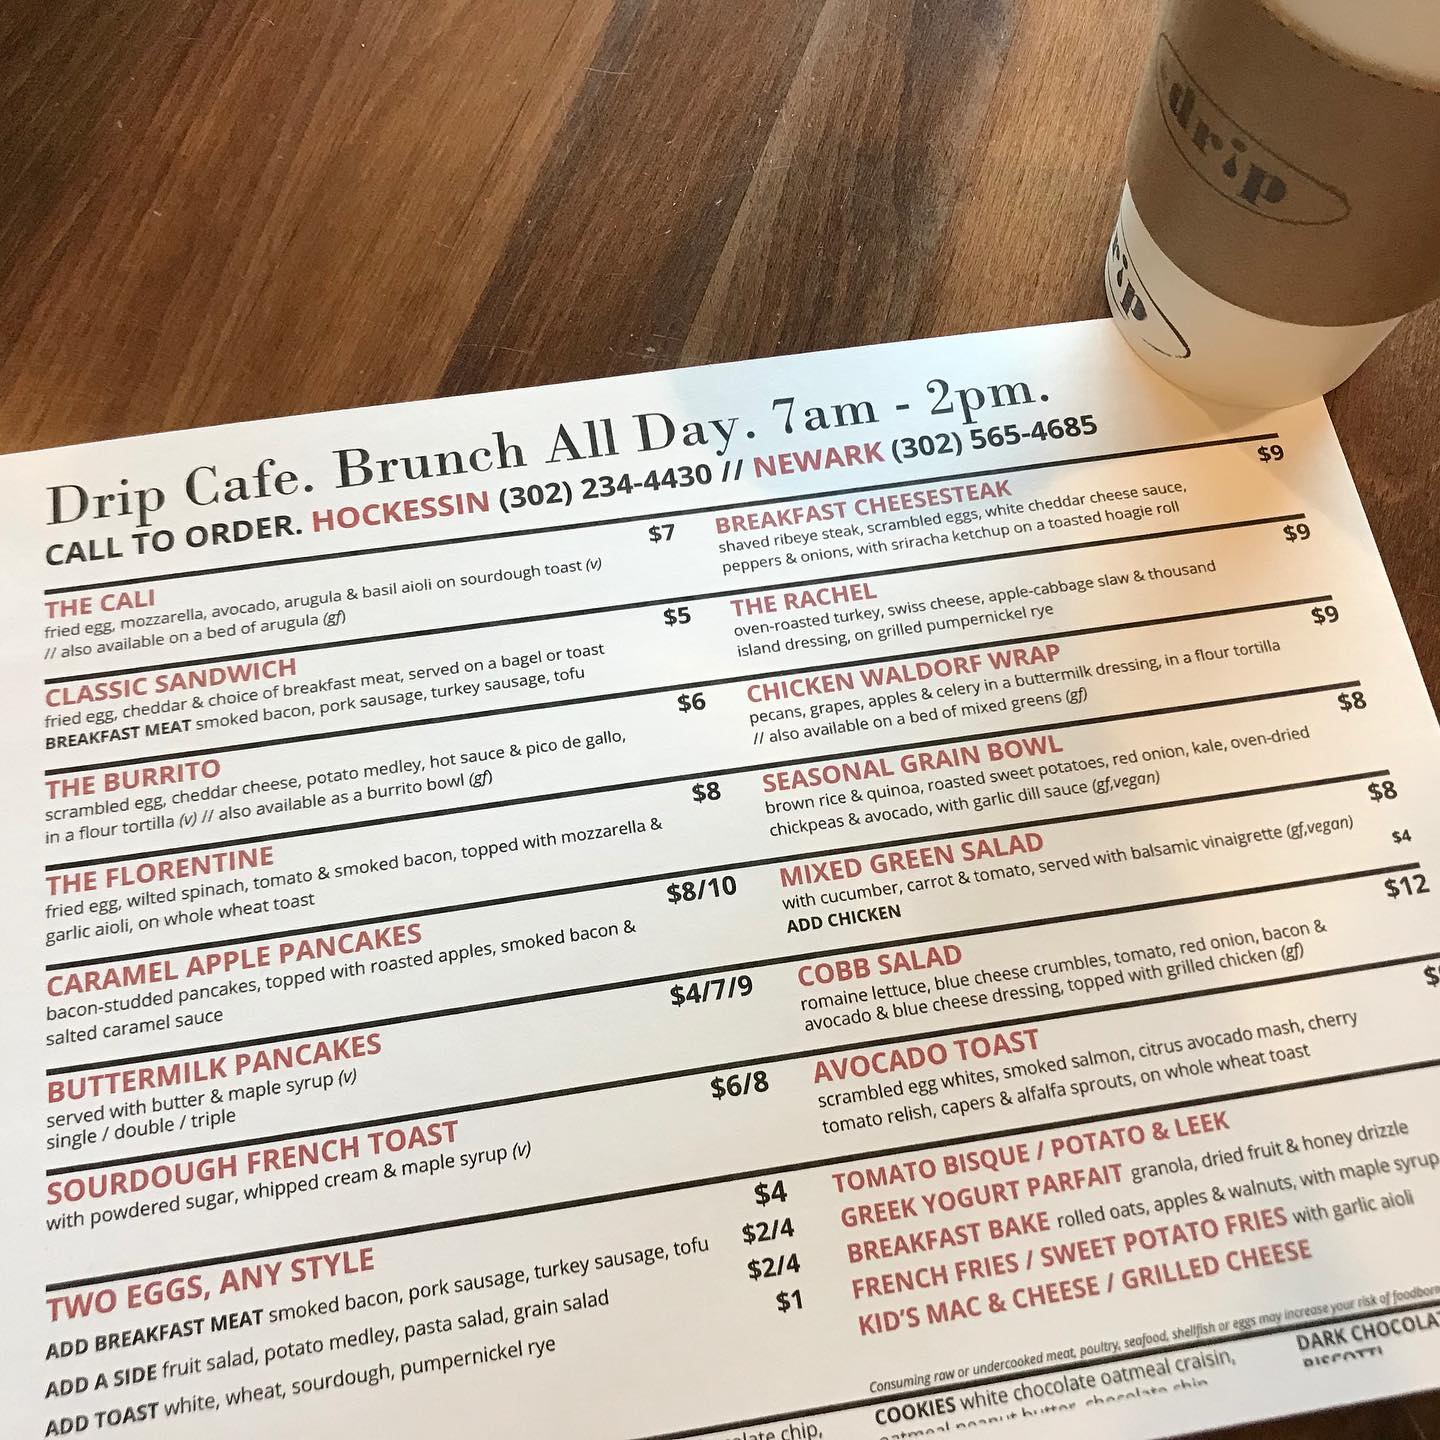 drip
rip
Drip Cafe. Brunch All Day. 7am - 2pm.
CALL TO ORDER. HOCKESSIN (302) 234-4430 // NEWARK (302) 565-4685
THE CALI $7
fried egg, mozzarella, avocado, arugula & basil aioli on sourdough toast (v)
// also available on a bed of arugula (gf)
CLASSIC SANDWICH $5
fried egg, cheddar & choice of breakfast meat, served on a bagel or toast
BREAKFAST MEAT smoked bacon, pork sausage, turkey sausage, tofu
THE BURRITO $6
scrambled egg, cheddar cheese, potato medley, hot sauce & pico de gallo,
in a flour tortilla (v) // also available as a burrito bowl (gf)
THE FLORENTINE $8
fried egg, wilted spinach, tomato & smoked bacon, topped with mozzarella &
garlic aioli, on whole wheat toast
CARAMEL APPLE PANCAKES $8/10
bacon-studded pancakes, topped with roasted apples, smoked bacon &
salted caramel sauce
BUTTERMILK PANCAKES $4/7/9
served with butter & maple syrup (v)
single / double / triple
SOURDOUGH FRENCH TOAST $6/8
with powdered sugar, whipped cream & maple syrup (v)
TWO EGGS, ANY STYLE $4
ADD BREAKFAST MEAT smoked bacon, pork sausage, turkey sausage, tofu $2/4
ADD A SIDE fruit salad, potato medley, pasta salad, grain salad $2/4
ADD TOAST white, wheat, sourdough, pumpernickel rye $1
BREAKFAST CHEESESTEAK $9
shaved ribeye steak, scrambled eggs, white cheddar cheese sauce,
peppers & onions, with sriracha ketchup on a toasted hoagie roll
THE RACHEL $9
oven-roasted turkey, swiss cheese, apple-cabbage slaw & thousand
island dressing, on grilled pumpernickel rye
CHICKEN WALDORF WRAP $9
pecans, grapes, apples & celery in a buttermilk dressing, in a flour tortilla
// also available on a bed of mixed greens (gf)
SEASONAL GRAIN BOWL $8
brown rice & quinoa, roasted sweet potatoes, red onion, kale, oven-dried
chickpeas & avocado, with garlic dill sauce (gf,vegan)
MIXED GREEN SALAD $8
with cucumber, carrot & tomato, served with balsamic vinaigrette (gf,vegan)
ADD CHICKEN $4
COBB SALAD $12
romaine lettuce, blue cheese crumbles, tomato, red onion, bacon &
avocado & blue cheese dressing, topped with grilled chicken (gf)
AVOCADO TOAST $
scrambled egg whites, smoked salmon, citrus avocado mash, cherry
tomato relish, capers & alfalfa sprouts, on whole wheat toast
TOMATO BISQUE / POTATO & LEEK
GREEK YOGURT PARFAIT granola, dried fruit & honey drizzle
BREAKFAST BAKE rolled oats, apples & walnuts, with maple syrup
FRENCH FRIES / SWEET POTATO FRIES with garlic aioli
KID'S MAC & CHEESE / GRILLED CHEESE
Consuming raw or undercooked meat, poultry, seafood, shellfish or eggs may increase your risk of foodborn
late chip,
COOKIES white chocolate oatmeal craisin,
oatmeal peanut butter, chocolate chip
DARK CHOCOLA
BISCOTTI